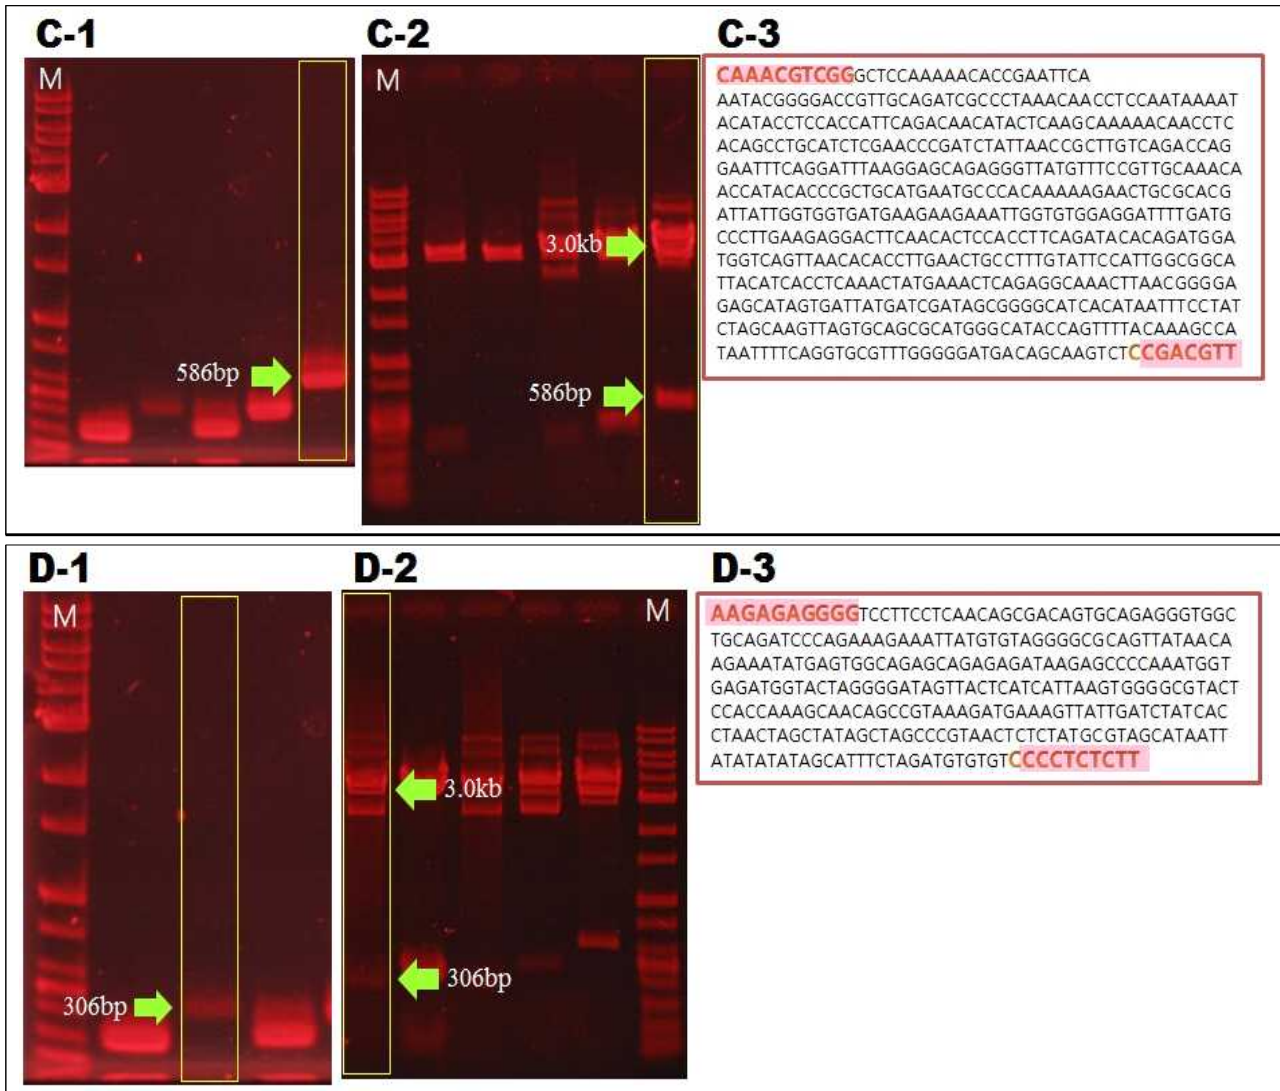 C-1
C-2
C-3
M
M
586bp
3.0kb
586bp
CAAACGTCGGGCTCCAAAAACACCGAATTCA
AATACGGGGACCGTTGCAGATCGCCCTAAACAACCTCCAATAAAAT
ACATACCTCCACCATTCAGACAACATACTCAAGCAAAAACAACCTC
ACAGCCTGCATCTCGAACCCGATCTATTAACCGCTTGTCAGACCAG
GAATTTCAGGATTTAAGGAGCAGAGGGTTATGTTTCCGTTGCAAACA
ACCATACACCCGCTGCATGAATGCCCACAAAAAGAACTGCGCACG
ATTATTGGTGGTGATGAAGAAGAAATTGGTGTGGAGGATTTTGATG
CCCTTGAAGAGGACTTCAACACTCCACCTTCAGATACACAGATGGA
TGGTCAGTTAACACACCTTGAACTGCCTTTGTATTCCATTGGCGGCA
TTACATCACCTCAAACTATGAAACTCAGAGGCAAACTTAACGGGGA
GAGCATAGTGATTATGATCGATAGCGGGGCATCACATAATTTCCTAT
CTAGCAAGTTAGTGCAGCGCATGGGCATACCAGTTTTACAAAGCCA
TAATTTTCAGGTGCGTTTGGGGGATGACAGCAAGTCTCCGACGTT
D-1
D-2
D-3
M
M
306bp
3.0kb
306bp
AAGAGAGGGGTCCTTCCTCAACAGCGACAGTGCAGAGGGTGGC
TGCAGATCCCAGAAAGAAATTATGTGTAGGGGCGCAGTTATAACA
AGAAATATGAGTGGCAGAGCAGAGAGATAAGAGCCCCAAATGGT
GAGATGGTACTAGGGGATAGTTACTCATCATTAAGTGGGGCGTACT
CCACCAAAGCAACAGCCGTAAAGATGAAAGTTATTGATCTATCAC
CTAACTAGCTATAGCTAGCCCGTAACTCTCTATGCGTAGCATAATT
ATATATATAGCATTTCTAGATGTGTGTCCCCTCTCTT